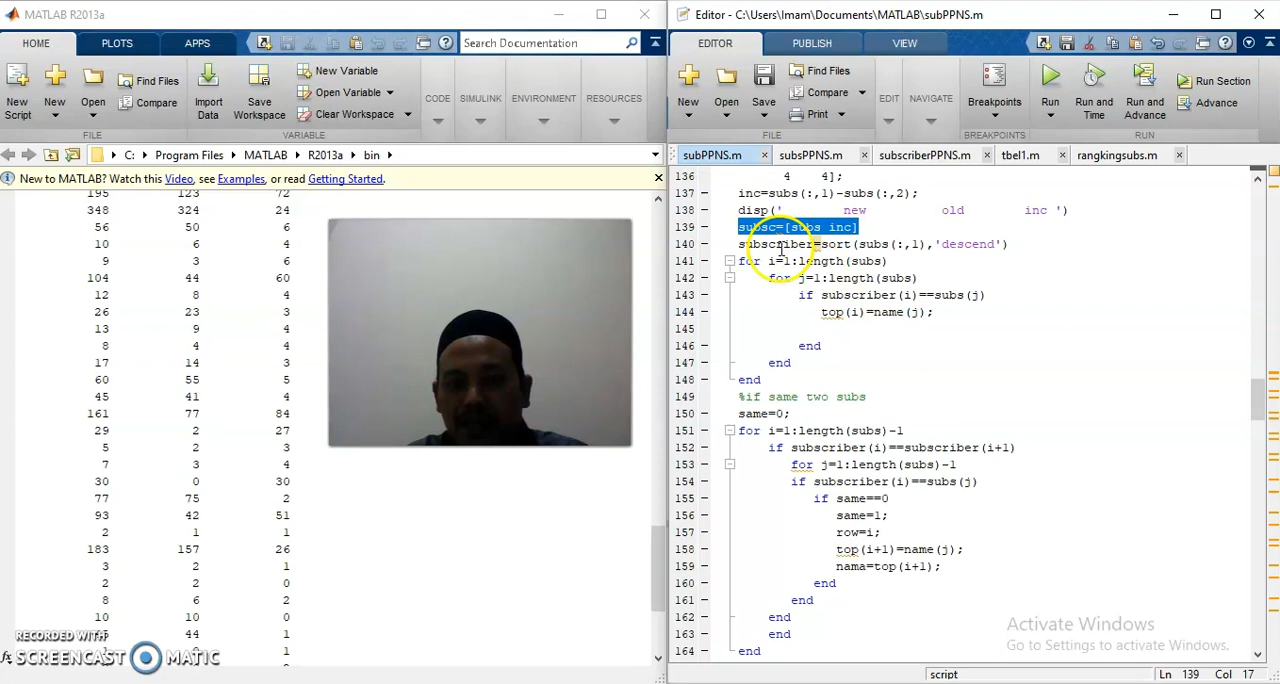 MATLAB R2013a
HOME PLOTS APPS Search Documentation
New Script New Open Find Files Compare Import Data Save Workspace New Variable Open Variable Clear Workspace CODE SIMULINK ENVIRONMENT RESOURCES
FILE VARIABLE
C: Program Files MATLAB R2013a bin
New to MATLAB? Watch this Video, see Examples, or read Getting Started.
195 123 72
348 324 24
56 50 6
10 6 4
9 3 6
104 44 60
12 8 4
26 23 3
13 9 4
8 4 4
17 14 3
60 55 5
45 41 4
161 77 84
29 2 27
5 2 3
7 3 4
30 0 30
77 75 2
93 42 51
2 1 1
183 157 26
3 2 1
2 2 0
8 6 2
10 10 0
44 1
1
RECORDED WITH
SCREENCAST MATIC
fx
Editor - C:\Users\Imam\Documents\MATLAB\subPPNS.m
EDITOR PUBLISH VIEW
New Open Save Find Files Compare Print EDIT NAVIGATE Breakpoints Run Run and Time Run and Advance Run Section Advance
FILE BREAKPOINTS RUN
subPPNS.m subsPPNS.m subscriberPPNS.m tbel1.m rangkingsubs.m
136 4 4];
137 inc=subs(:,1)-subs(:,2);
138 disp(' new old inc ')
139 subsc=[subs inc]
140 subscriber=sort(subs(:,1),'descend')
141 for i=1:length(subs)
142 for j=1:length(subs)
143 if subscriber(i)==subs(j)
144 top(i)=name(j);
145
146 end
147 end
148 end
149 %if same two subs
150 same=0;
151 for i=1:length(subs)-1
152 if subscriber(i)==subscriber(i+1)
153 for j=1:length(subs)-1
154 if subscriber(i)==subs(j)
155 if same==0
156 same=1;
157 row=i;
158 top(i+1)=name(j);
159 nama=top(i+1);
160 end
161 end
162 end
163 end
164 end
Activate Windows
Go to Settings to activate Windows.
script Ln 139 Col 17